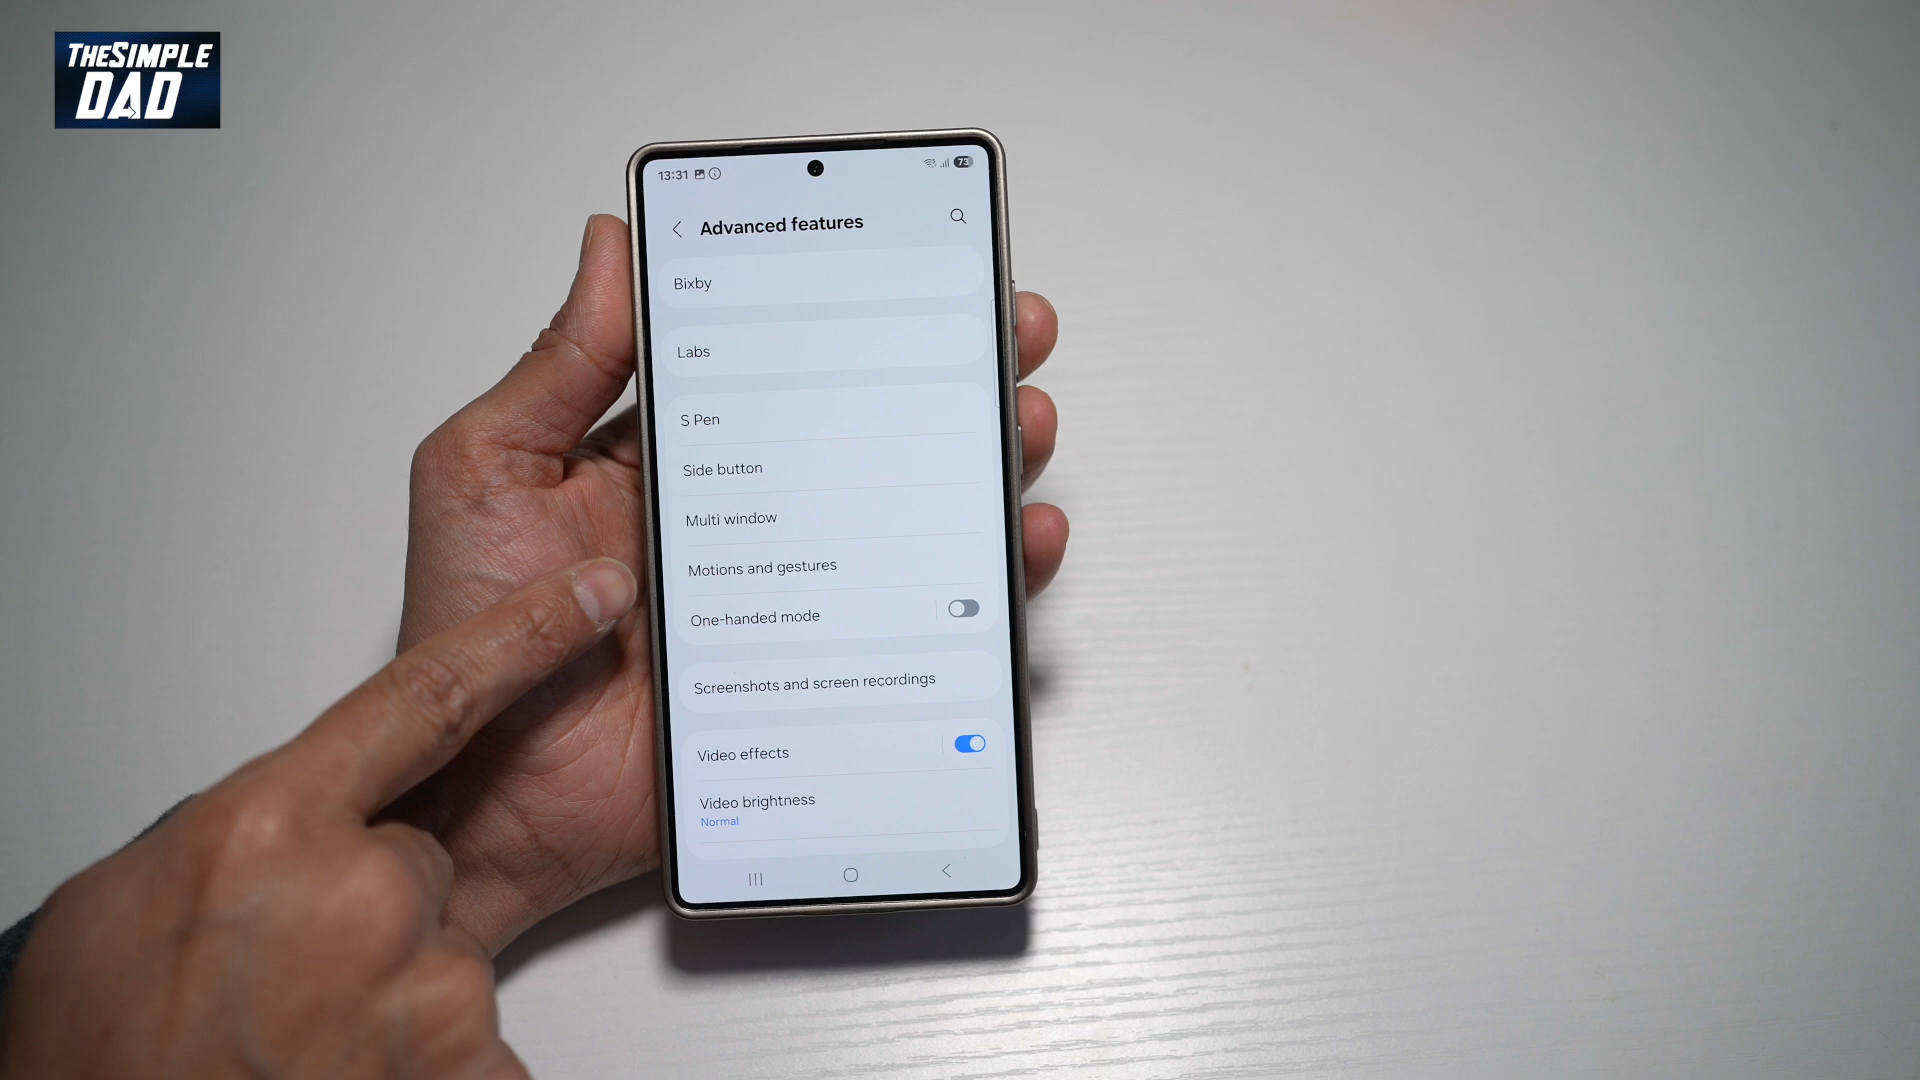 THESIMPLE
DAD
13:31
73
Advanced features
Bixby
Labs
S Pen
Side button
Multi window
Motions and gestures
One-handed mode
Screenshots and screen recordings
Video effects
Video brightness
Normal